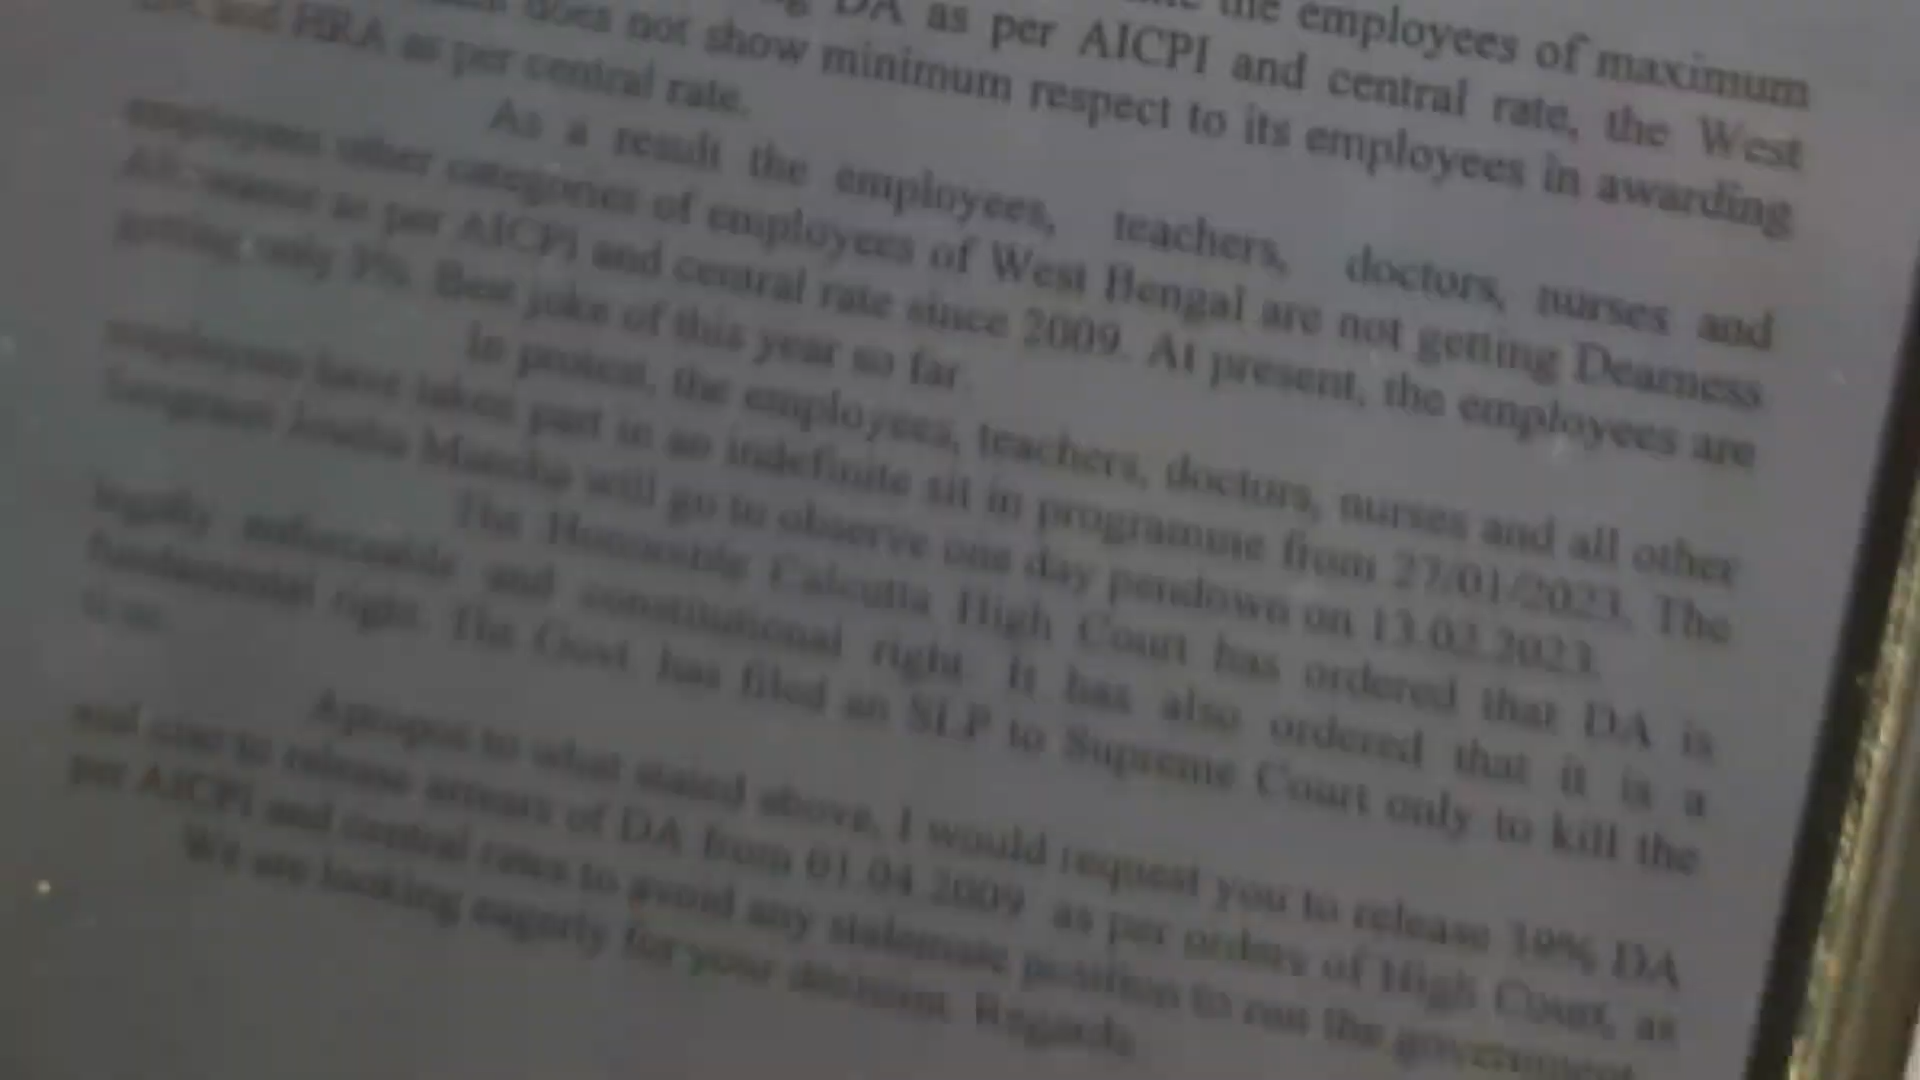 the employees of maximum
DA as per AICPI and central rate, the West
does not show minimum respect to its employees in awarding
and HRA as per central rate.
As a result the employees, teachers, doctors, nurses and
employees other categories of employees of West Bengal are not getting Dearness
as per AICPI and central rate since 2009. At present, the employees are
getting only 3%. Best joke of this year so far.
In protest, the employees, teachers, doctors, nurses and all other
employees have taken part in an indefinite sit in programme from 27/01/2023. The
Mancha will go to observe one day pendown on 13.02.2023.
The Honourable Calcutta High Court has ordered that DA is
legally enforceable and constitutional right. It has also ordered that it is a
fundamental right. The Govt. has filed an SLP to Supreme Court only to kill the
Apropos to what stated above, I would request you to release DA
and also to release arrears of DA from 01.04.2009 as per orders of High Court, as
per AICPI and central rates to avoid any stalemate position to run the government.
We are looking eagerly for your decision. Regards